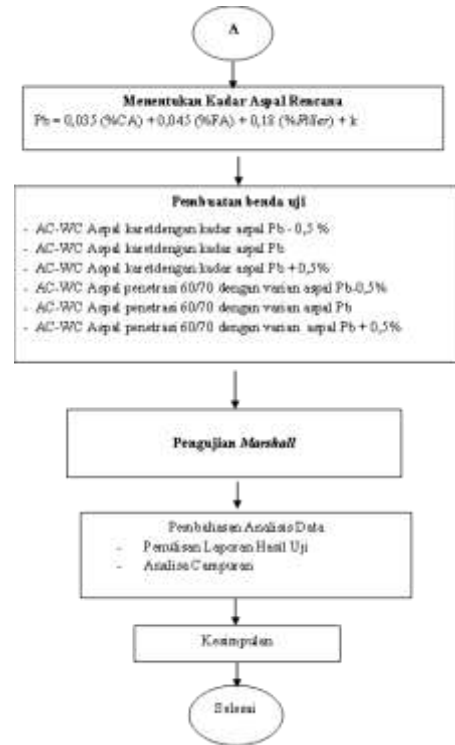 A
Menentukan Kadar Aspal Rencana
Pb = 0,035 (%CA) + 0,045 (%FA) + 0,18 (%Filler) + k
Pembuatan benda uji
- AC-WC Aspal karetdengan kadar aspal Pb - 0,5 %
- AC-WC Aspal karetdengan kadar aspal Pb
- AC-WC Aspal karetdengan kadar aspal Pb + 0,5%
- AC-WC Aspal penetrasi 60/70 dengan varian aspal Pb-0,5%
- AC-WC Aspal penetrasi 60/70 dengan varian aspal Pb
- AC-WC Aspal penetrasi 60/70 dengan varian aspal Pb + 0,5%
Pengujian Marshall
Pembahasan Analisis Data
- Penulisan Laporan Hasil Uji
- Analisa Campuran
Kesimpulan
Selesai